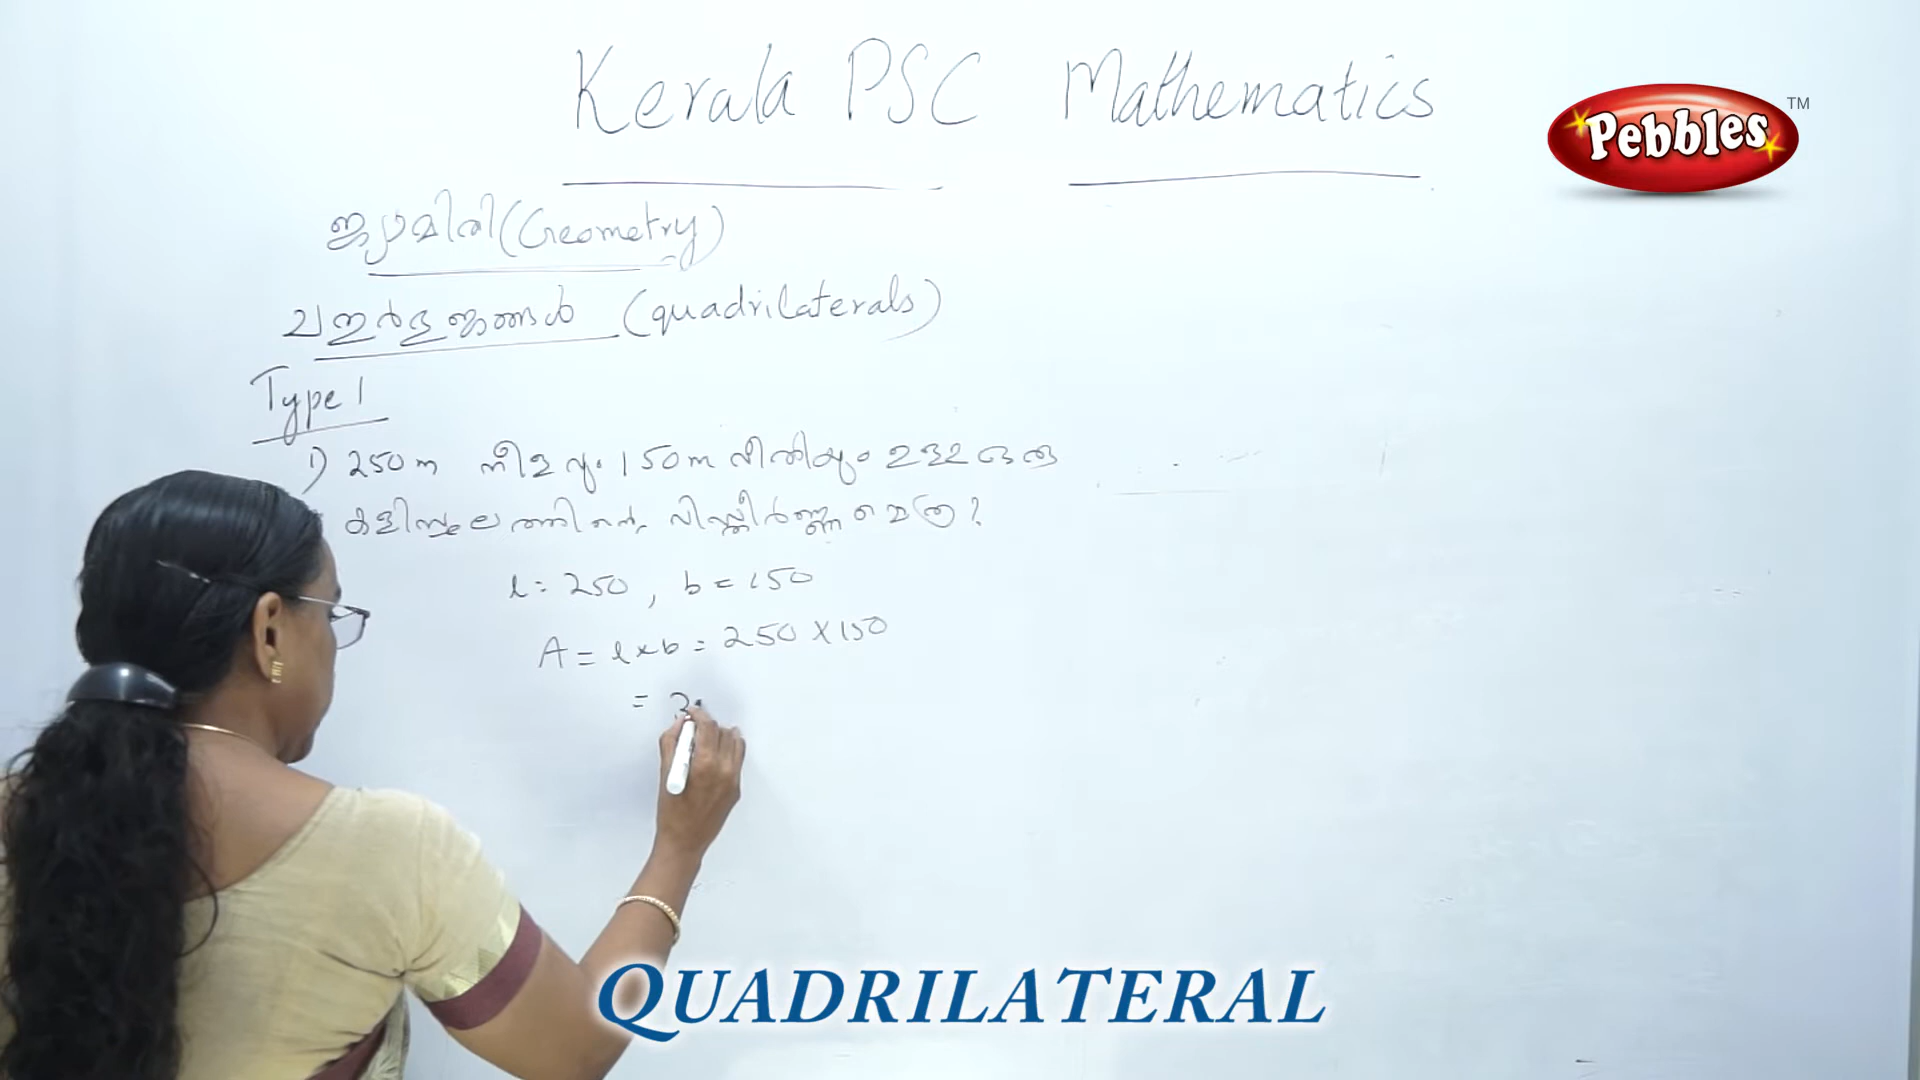 Kerala PSC Mathematics
Pebbles TM
ജ്യാമിതി (Geometry)
ചതുർഭുജങ്ങൾ (quadrilaterals)
Type 1
1) 250m നീളവും 150m വീതിയും ഉള്ള ഒരു
കളിസ്ഥലത്തിന്റെ വിസ്തീർണ്ണമെത്ര?
l = 250, b = 150
A = l x b = 250 x 150
= 3
QUADRILATERAL